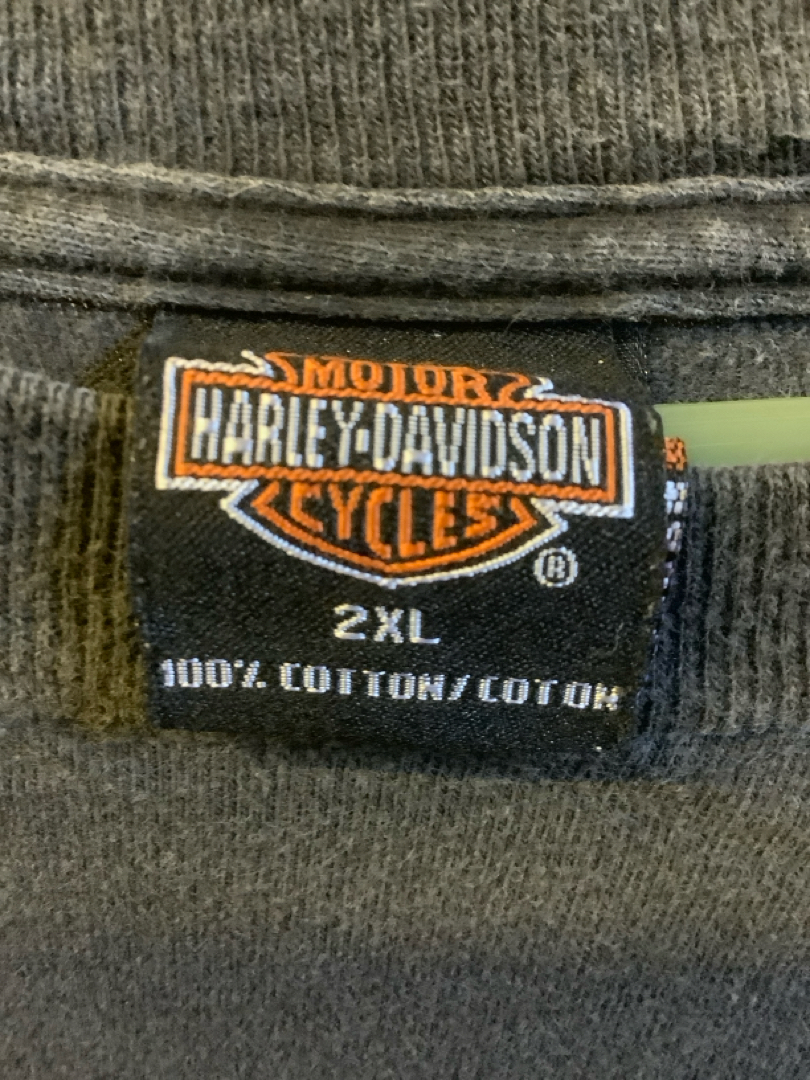 MOTOR
HARLEY-DAVIDSON
CYCLES
®
2XL
100% COTTON/COTON